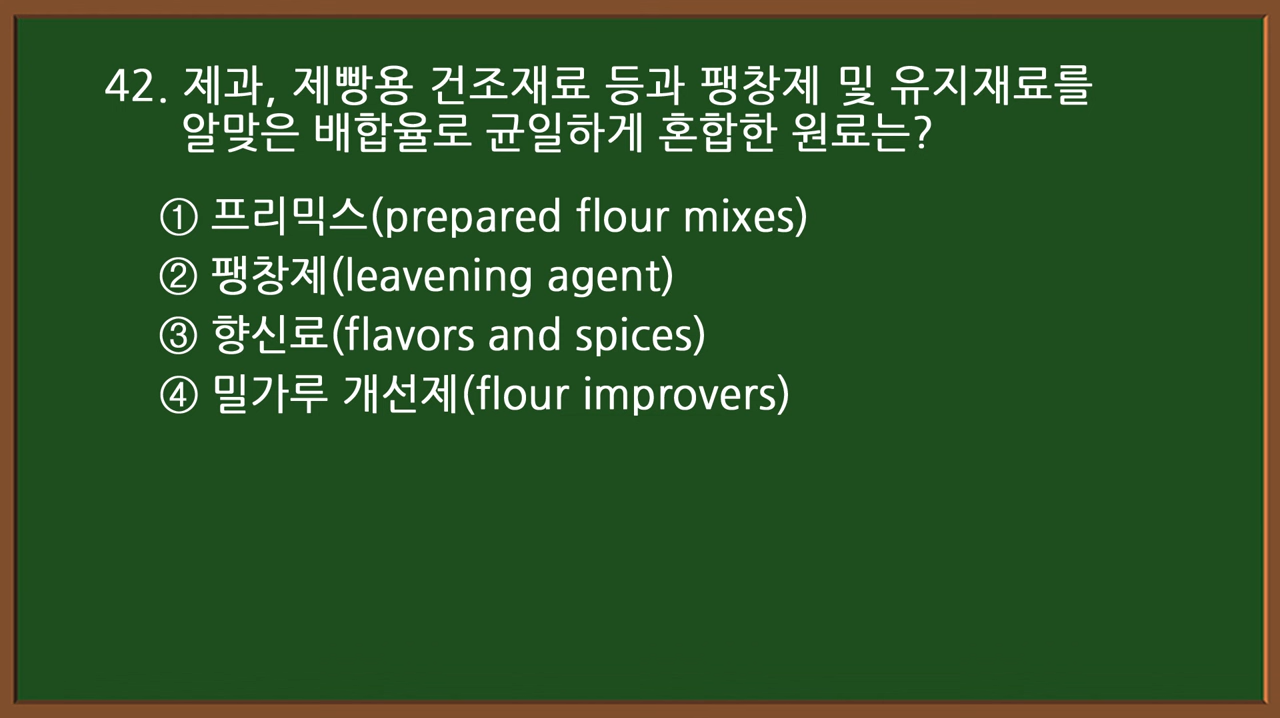 42. 제과, 제빵용 건조재료 등과 팽창제 및 유지재료를
알맞은 배합율로 균일하게 혼합한 원료는?
① 프리믹스(prepared flour mixes)
② 팽창제(leavening agent)
③ 향신료(flavors and spices)
④ 밀가루 개선제(flour improvers)